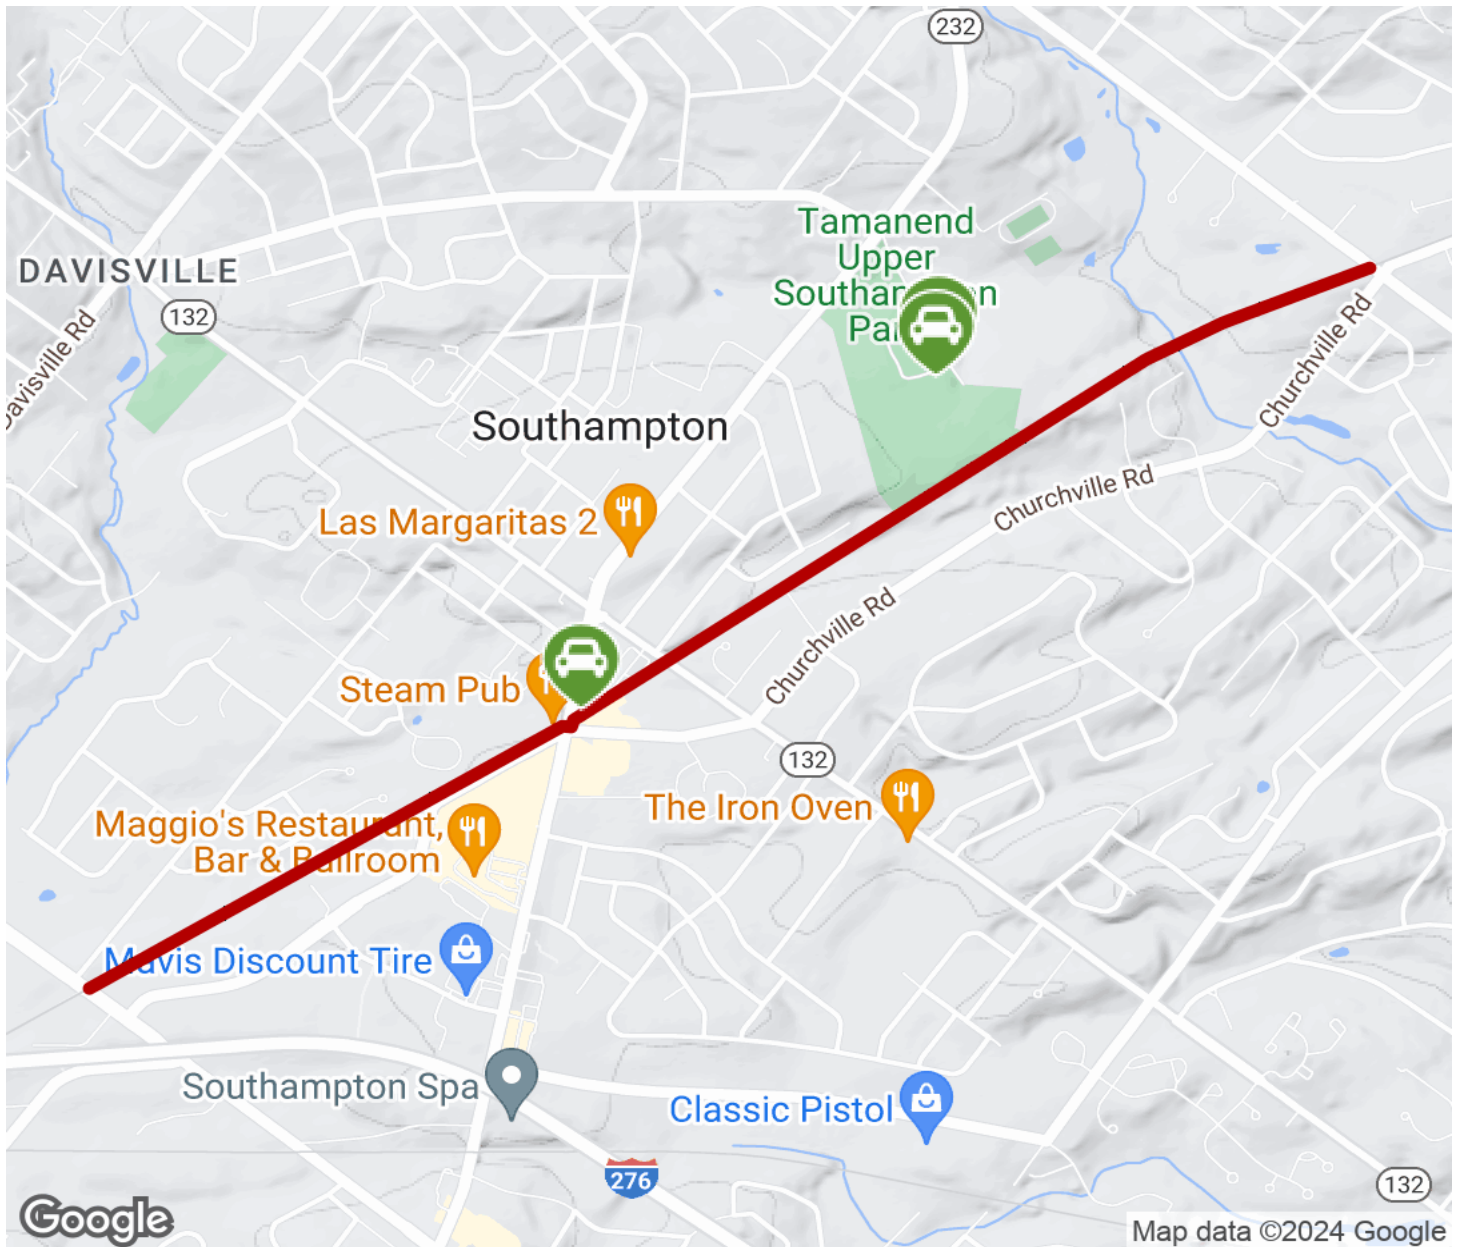 232
Tamanend
Upper
Southampton
Park
DAVISVILLE
132
Davisville Rd
Churchville Rd
Southampton
Churchville Rd
Las Margaritas 2
Churchville Rd
Steam Pub
132
The Iron Oven
Maggio's Restaurant,
Bar & Ballroom
Mavis Discount Tire
Southampton Spa
Classic Pistol
276
132
Google
Map data ©2024 Google